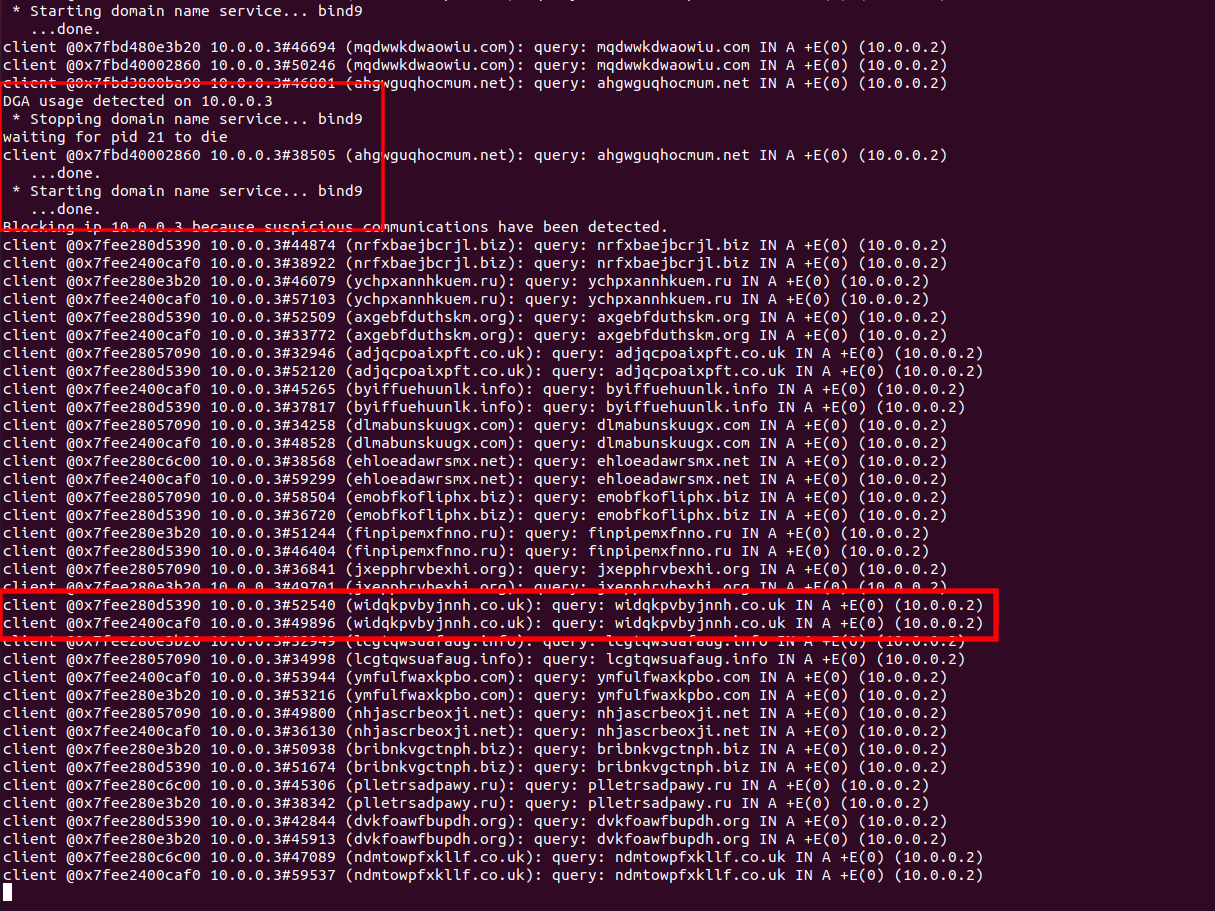 * Starting domain name service... bind9
...done.
client @0x7fbd480e3b20 10.0.0.3#46694 (mqdwwkdwaowiu.com): query: mqdwwkdwaowiu.com IN A +E(0) (10.0.0.2)
client @0x7fbd40002860 10.0.0.3#50246 (mqdwwkdwaowiu.com): query: mqdwwkdwaowiu.com IN A +E(0) (10.0.0.2)
client @0x7fbd3800ba90 10.0.0.3#46801 (ahgwguqhocmum.net): query: ahgwguqhocmum.net IN A +E(0) (10.0.0.2)
DGA usage detected on 10.0.0.3
* Stopping domain name service... bind9
waiting for pid 21 to die
client @0x7fbd40002860 10.0.0.3#38505 (ahgwguqhocmum.net): query: ahgwguqhocmum.net IN A +E(0) (10.0.0.2)
...done.
* Starting domain name service... bind9
...done.
Blocking ip 10.0.0.3 because suspicious communications have been detected.
client @0x7fee280d5390 10.0.0.3#44874 (nrfxbaejbcrjl.biz): query: nrfxbaejbcrjl.biz IN A +E(0) (10.0.0.2)
client @0x7fee2400caf0 10.0.0.3#38922 (nrfxbaejbcrjl.biz): query: nrfxbaejbcrjl.biz IN A +E(0) (10.0.0.2)
client @0x7fee280e3b20 10.0.0.3#46079 (ychpxannhkuem.ru): query: ychpxannhkuem.ru IN A +E(0) (10.0.0.2)
client @0x7fee2400caf0 10.0.0.3#57103 (ychpxannhkuem.ru): query: ychpxannhkuem.ru IN A +E(0) (10.0.0.2)
client @0x7fee280d5390 10.0.0.3#52509 (axgebfduthskm.org): query: axgebfduthskm.org IN A +E(0) (10.0.0.2)
client @0x7fee2400caf0 10.0.0.3#33772 (axgebfduthskm.org): query: axgebfduthskm.org IN A +E(0) (10.0.0.2)
client @0x7fee28057090 10.0.0.3#32946 (adjqcpoaixpft.co.uk): query: adjqcpoaixpft.co.uk IN A +E(0) (10.0.0.2)
client @0x7fee280d5390 10.0.0.3#52120 (adjqcpoaixpft.co.uk): query: adjqcpoaixpft.co.uk IN A +E(0) (10.0.0.2)
client @0x7fee2400caf0 10.0.0.3#45265 (byiffuehuunlk.info): query: byiffuehuunlk.info IN A +E(0) (10.0.0.2)
client @0x7fee280d5390 10.0.0.3#37817 (byiffuehuunlk.info): query: byiffuehuunlk.info IN A +E(0) (10.0.0.2)
client @0x7fee28057090 10.0.0.3#34258 (dlmabunskuugx.com): query: dlmabunskuugx.com IN A +E(0) (10.0.0.2)
client @0x7fee2400caf0 10.0.0.3#48528 (dlmabunskuugx.com): query: dlmabunskuugx.com IN A +E(0) (10.0.0.2)
client @0x7fee280c6c00 10.0.0.3#38568 (ehloeadawrsmx.net): query: ehloeadawrsmx.net IN A +E(0) (10.0.0.2)
client @0x7fee2400caf0 10.0.0.3#59299 (ehloeadawrsmx.net): query: ehloeadawrsmx.net IN A +E(0) (10.0.0.2)
client @0x7fee28057090 10.0.0.3#58504 (emobfkofliphx.biz): query: emobfkofliphx.biz IN A +E(0) (10.0.0.2)
client @0x7fee2400caf0 10.0.0.3#36720 (emobfkofliphx.biz): query: emobfkofliphx.biz IN A +E(0) (10.0.0.2)
client @0x7fee280e3b20 10.0.0.3#51244 (finpipemxfnno.ru): query: finpipemxfnno.ru IN A +E(0) (10.0.0.2)
client @0x7fee280d5390 10.0.0.3#46404 (finpipemxfnno.ru): query: finpipemxfnno.ru IN A +E(0) (10.0.0.2)
client @0x7fee28057090 10.0.0.3#36841 (jxepphrvbexhi.org): query: jxepphrvbexhi.org IN A +E(0) (10.0.0.2)
client @0x7fee280e3b20 10.0.0.3#49701 (jxepphrvbexhi.org): query: jxepphrvbexhi.org IN A +E(0) (10.0.0.2)
client @0x7fee280d5390 10.0.0.3#52540 (widqkpvbyjnnh.co.uk): query: widqkpvbyjnnh.co.uk IN A +E(0) (10.0.0.2)
client @0x7fee2400caf0 10.0.0.3#49896 (widqkpvbyjnnh.co.uk): query: widqkpvbyjnnh.co.uk IN A +E(0) (10.0.0.2)
client @0x7fee280e3b20 10.0.0.3#32949 (lcgtqwsuafaug.info): query: lcgtqwsuafaug.info IN A +E(0) (10.0.0.2)
client @0x7fee28057090 10.0.0.3#34998 (lcgtqwsuafaug.info): query: lcgtqwsuafaug.info IN A +E(0) (10.0.0.2)
client @0x7fee2400caf0 10.0.0.3#53944 (ymfulfwaxkpbo.com): query: ymfulfwaxkpbo.com IN A +E(0) (10.0.0.2)
client @0x7fee280e3b20 10.0.0.3#53216 (ymfulfwaxkpbo.com): query: ymfulfwaxkpbo.com IN A +E(0) (10.0.0.2)
client @0x7fee28057090 10.0.0.3#49800 (nhjascrbeoxji.net): query: nhjascrbeoxji.net IN A +E(0) (10.0.0.2)
client @0x7fee2400caf0 10.0.0.3#36130 (nhjascrbeoxji.net): query: nhjascrbeoxji.net IN A +E(0) (10.0.0.2)
client @0x7fee280e3b20 10.0.0.3#50938 (bribnkvgctnph.biz): query: bribnkvgctnph.biz IN A +E(0) (10.0.0.2)
client @0x7fee280d5390 10.0.0.3#51674 (bribnkvgctnph.biz): query: bribnkvgctnph.biz IN A +E(0) (10.0.0.2)
client @0x7fee280c6c00 10.0.0.3#45306 (plletrsadpawy.ru): query: plletrsadpawy.ru IN A +E(0) (10.0.0.2)
client @0x7fee280e3b20 10.0.0.3#38342 (plletrsadpawy.ru): query: plletrsadpawy.ru IN A +E(0) (10.0.0.2)
client @0x7fee280d5390 10.0.0.3#42844 (dvkfoawfbupdh.org): query: dvkfoawfbupdh.org IN A +E(0) (10.0.0.2)
client @0x7fee280e3b20 10.0.0.3#45913 (dvkfoawfbupdh.org): query: dvkfoawfbupdh.org IN A +E(0) (10.0.0.2)
client @0x7fee280c6c00 10.0.0.3#47089 (ndmtowpfxkllf.co.uk): query: ndmtowpfxkllf.co.uk IN A +E(0) (10.0.0.2)
client @0x7fee2400caf0 10.0.0.3#59537 (ndmtowpfxkllf.co.uk): query: ndmtowpfxkllf.co.uk IN A +E(0) (10.0.0.2)